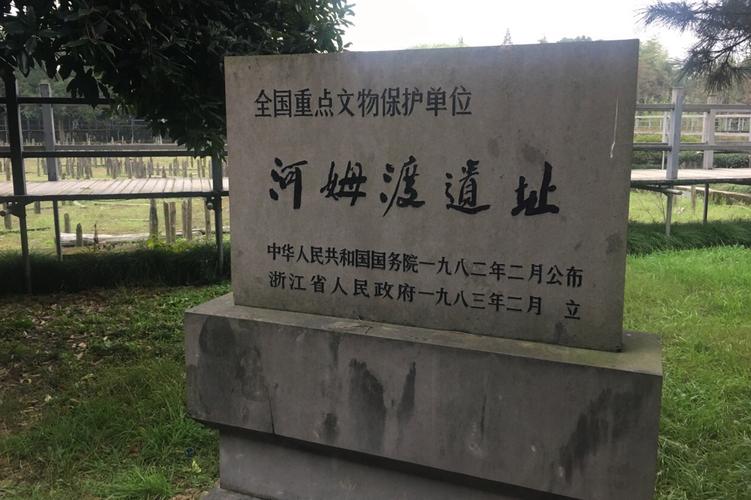 全国重点文物保护单位
河姆渡遺址
中华人民共和国国务院一九八二年二月公布
浙江省人民政府一九八三年二月 立